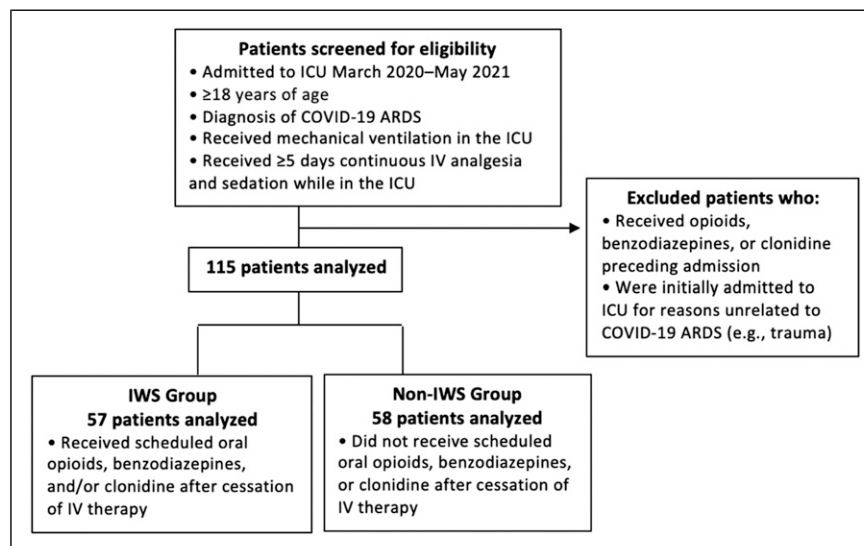 Patients screened for eligibility
• Admitted to ICU March 2020–May 2021
• ≥18 years of age
• Diagnosis of COVID-19 ARDS
• Received mechanical ventilation in the ICU
• Received ≥5 days continuous IV analgesia
and sedation while in the ICU
Excluded patients who:
• Received opioids,
benzodiazepines, or clonidine
preceding admission
• Were initially admitted to
ICU for reasons unrelated to
COVID-19 ARDS (e.g., trauma)
115 patients analyzed
IWS Group
57 patients analyzed
• Received scheduled oral
opioids, benzodiazepines,
and/or clonidine after cessation
of IV therapy
Non-IWS Group
58 patients analyzed
• Did not receive scheduled
oral opioids, benzodiazepines,
or clonidine after cessation of
IV therapy